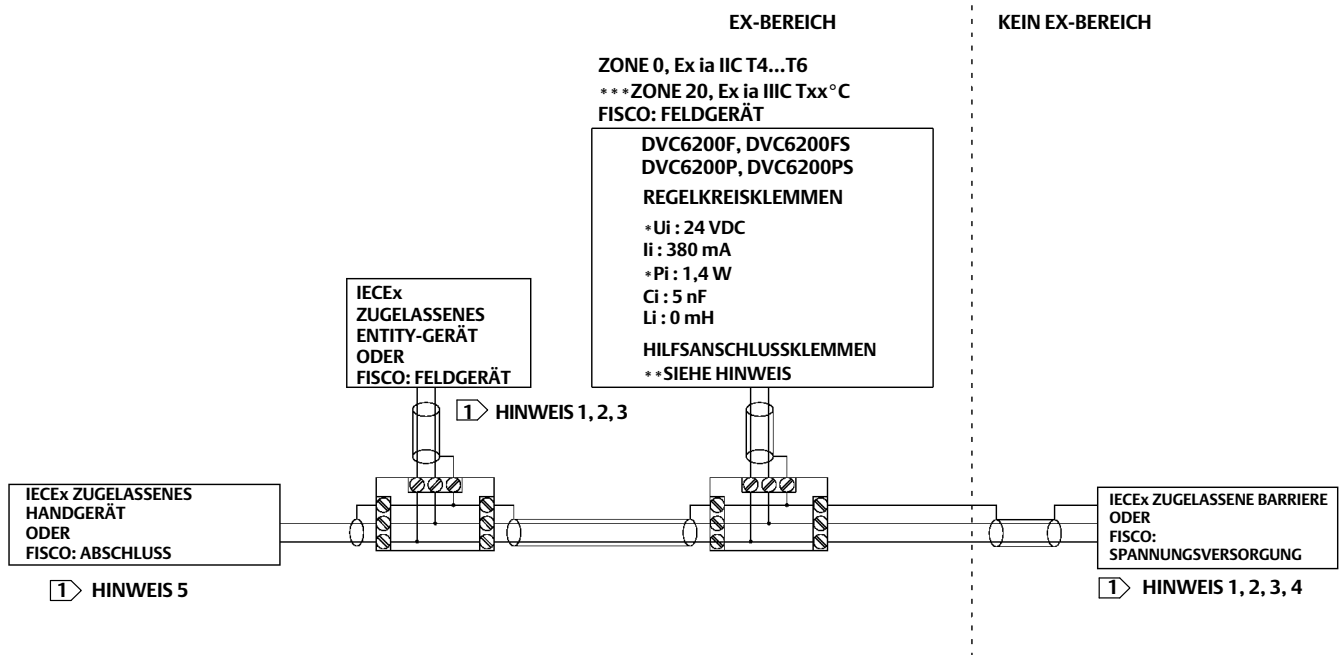 EX-BEREICH
KEIN EX-BEREICH
ZONE 0, Ex ia IIC T4...T6
***ZONE 20, Ex ia IIIC Txx°C
FISCO: FELDGERÄT
DVC6200F, DVC6200FS
DVC6200P, DVC6200PS
REGELKREISKLEMMEN
*Ui : 24 VDC
Ii : 380 mA
*Pi : 1,4 W
Ci : 5 nF
Li : 0 mH
HILFSANSCHLUSSKLEMMEN
**SIEHE HINWEIS
IECEx
ZUGELASSENES
ENTITY-GERÄT
ODER
FISCO: FELDGERÄT
1 HINWEIS 1, 2, 3
IECEx ZUGELASSENES
HANDGERÄT
ODER
FISCO: ABSCHLUSS
1 HINWEIS 5
IECEx ZUGELASSENE BARRIERE
ODER
FISCO:
SPANNUNGSVERSORGUNG
1 HINWEIS 1, 2, 3, 4